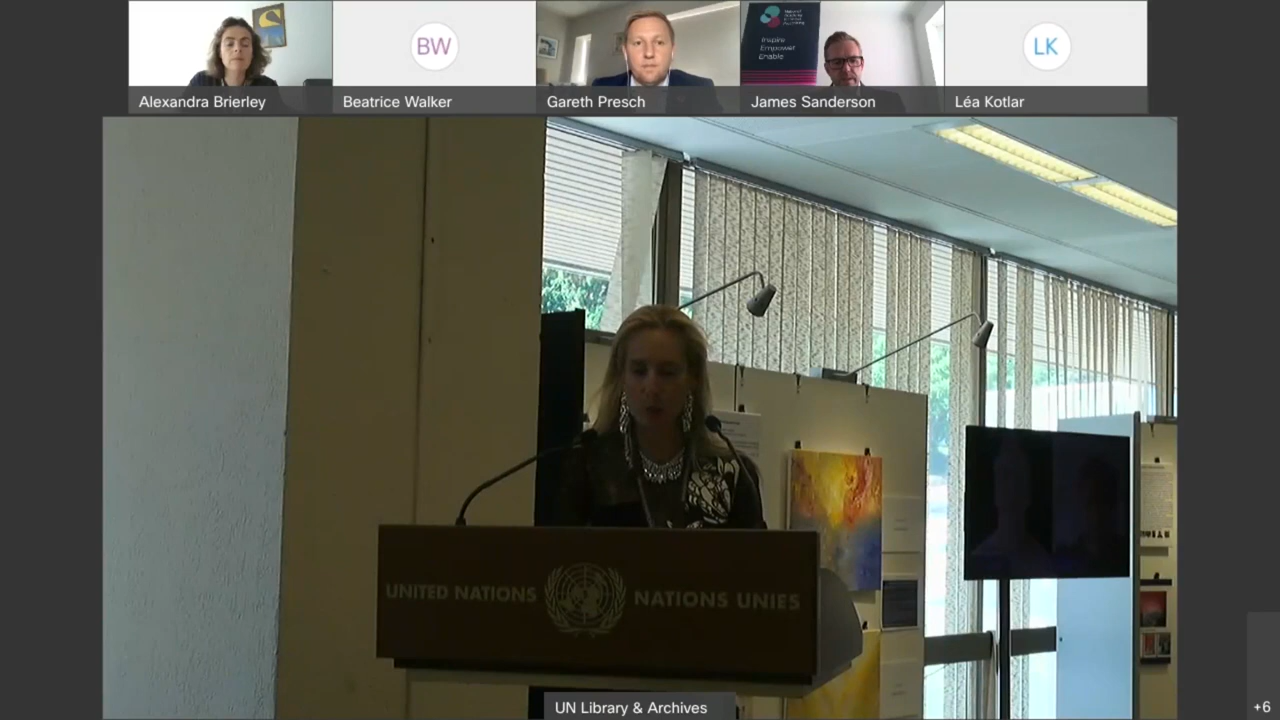 Inspire
Empower
Enable
BW
LK
Alexandra Brierley
Beatrice Walker
Gareth Presch
James Sanderson
Léa Kotlar
UNITED NATIONS NATIONS UNIES
UN Library & Archives
+6